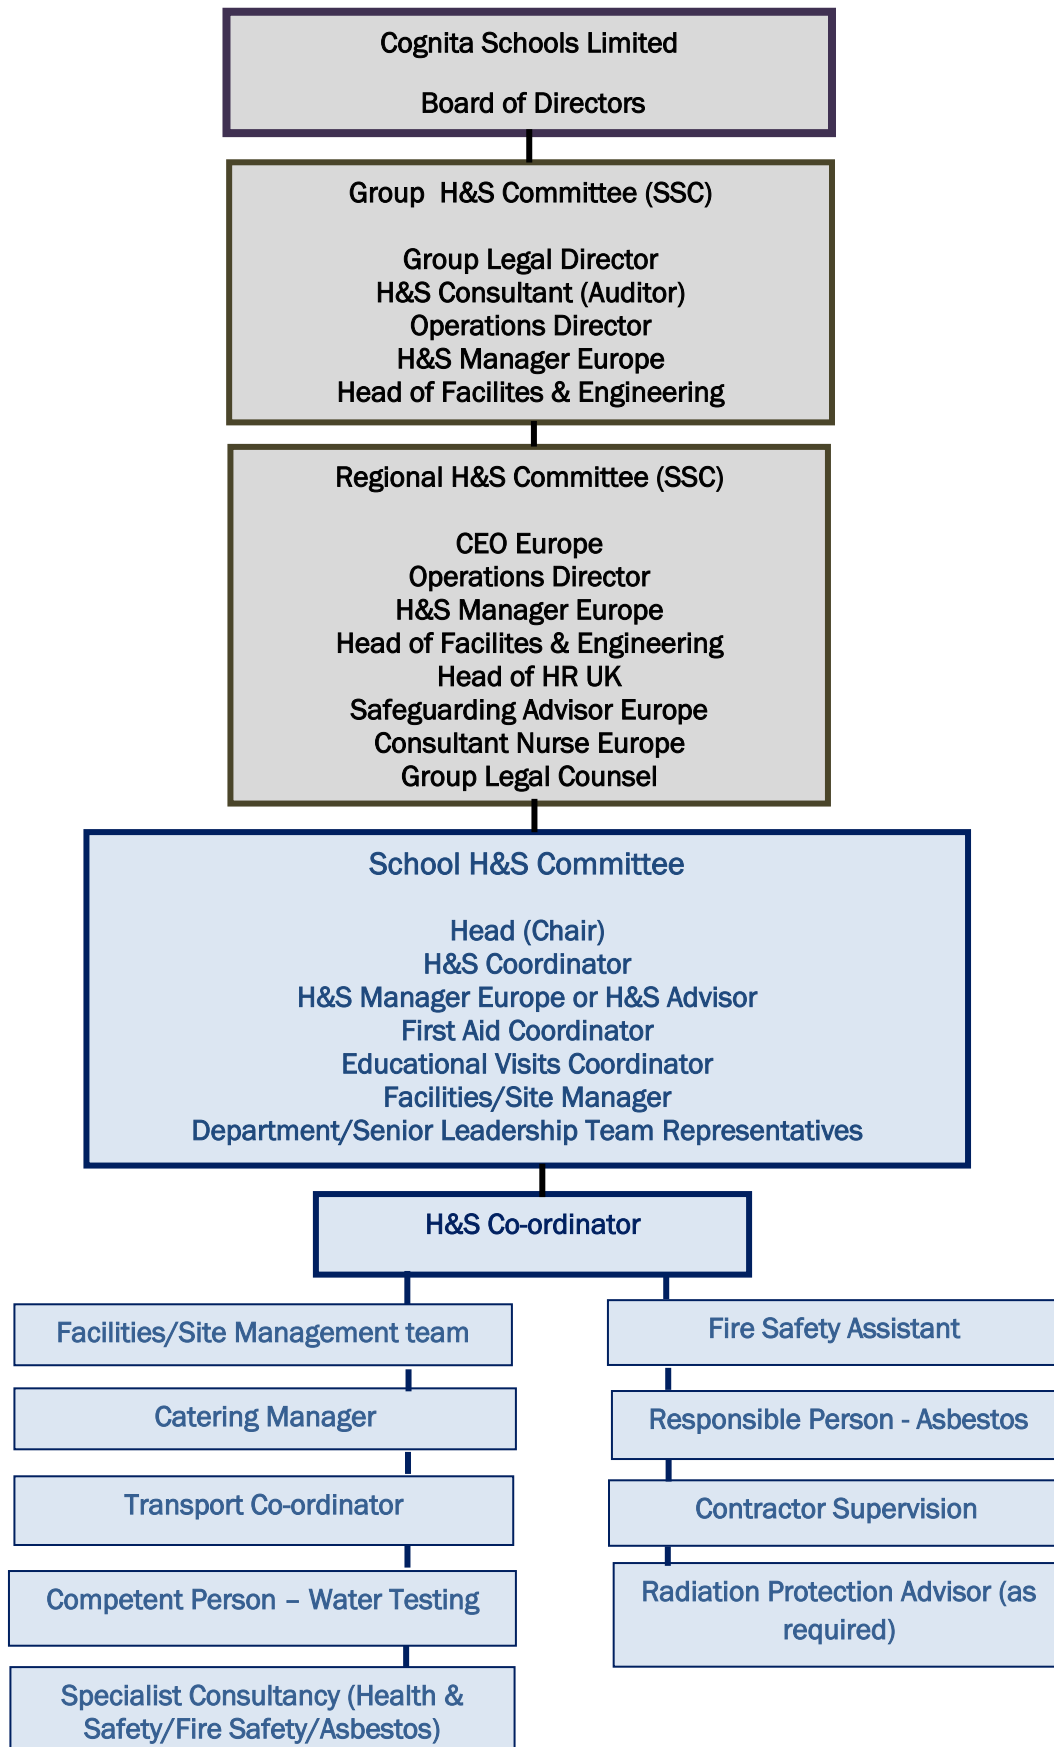 Cognita Schools Limited
Board of Directors
Group H&S Committee (SSC)
Group Legal Director
H&S Consultant (Auditor)
Operations Director
H&S Manager Europe
Head of Facilites & Engineering
Regional H&S Committee (SSC)
CEO Europe
Operations Director
H&S Manager Europe
Head of Facilites & Engineering
Head of HR UK
Safeguarding Advisor Europe
Consultant Nurse Europe
Group Legal Counsel
School H&S Committee
Head (Chair)
H&S Coordinator
H&S Manager Europe or H&S Advisor
First Aid Coordinator
Educational Visits Coordinator
Facilities/Site Manager
Department/Senior Leadership Team Representatives
H&S Co-ordinator
Facilities/Site Management team
Catering Manager
Transport Co-ordinator
Competent Person – Water Testing
Specialist Consultancy (Health &
Safety/Fire Safety/Asbestos)
Fire Safety Assistant
Responsible Person - Asbestos
Contractor Supervision
Radiation Protection Advisor (as
required)